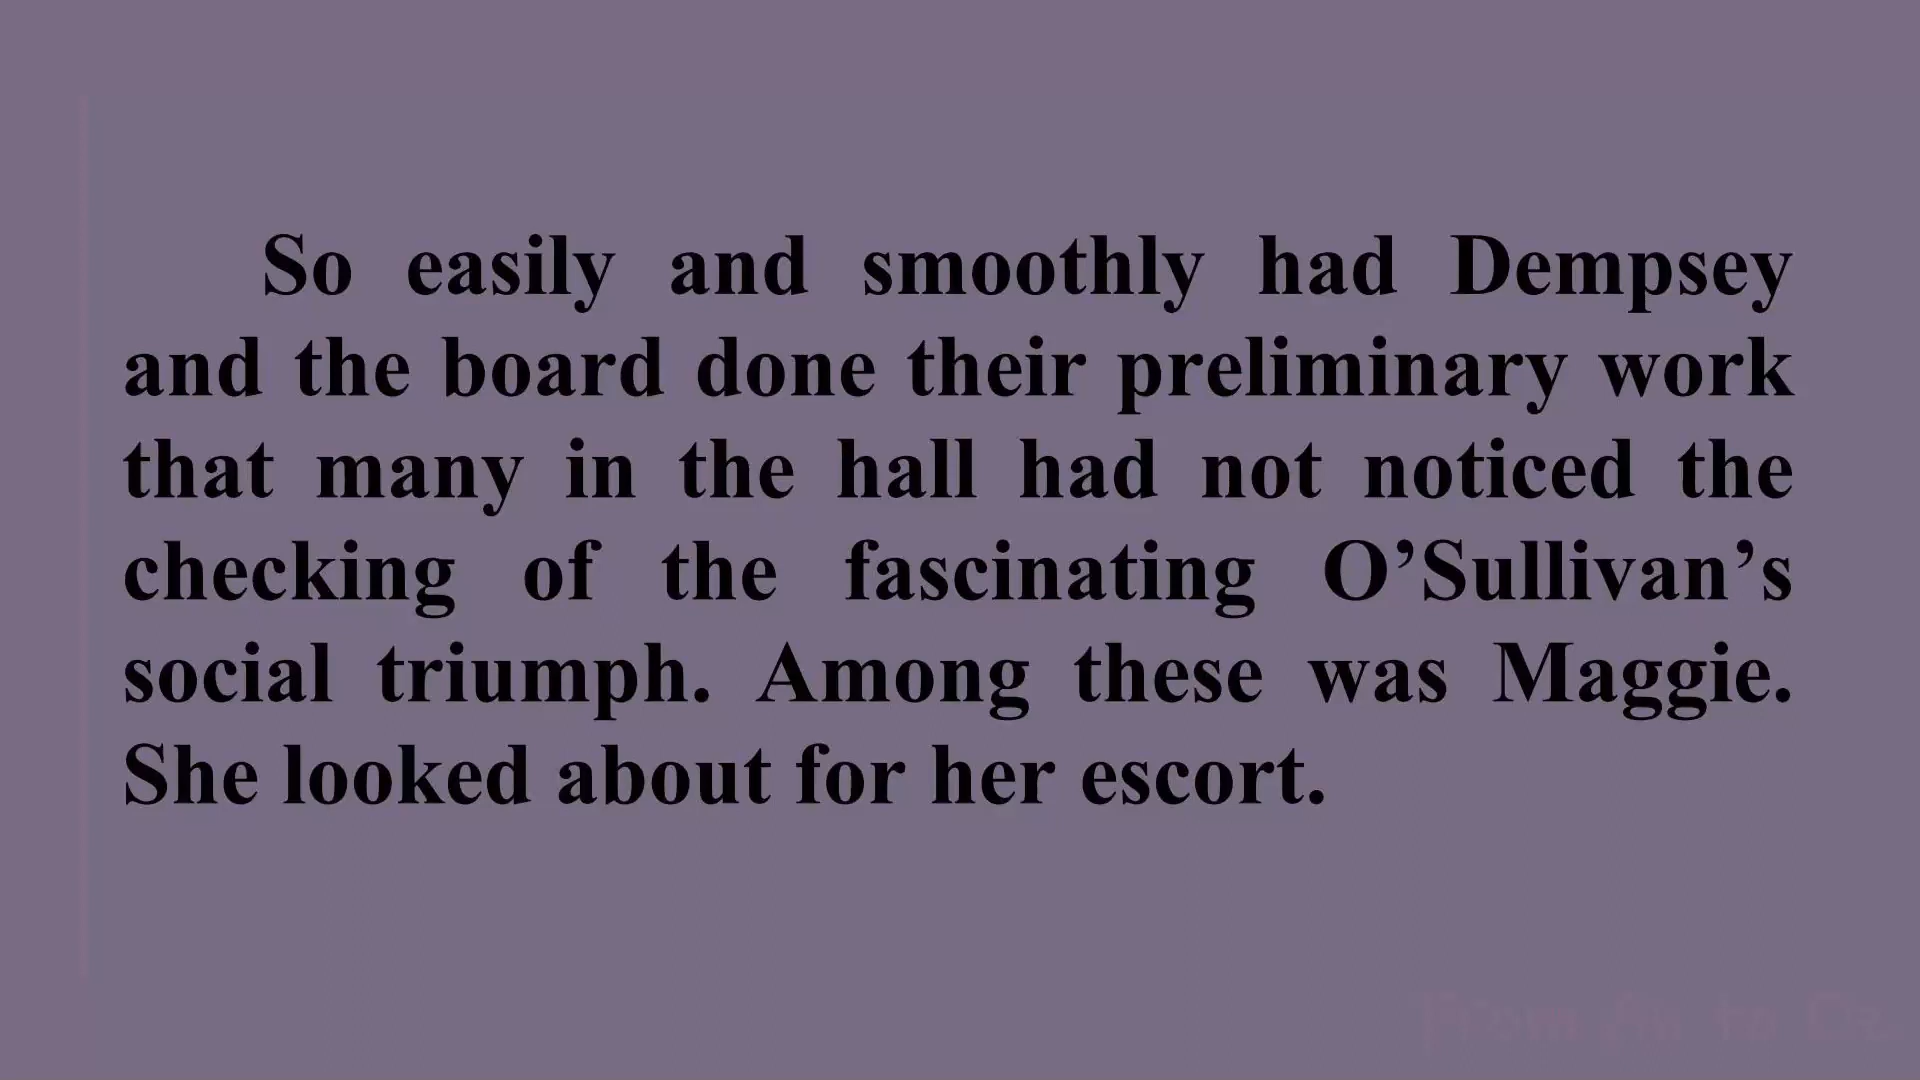 So easily and smoothly had Dempsey
and the board done their preliminary work
that many in the hall had not noticed the
checking of the fascinating O’Sullivan’s
social triumph. Among these was Maggie.
She looked about for her escort.